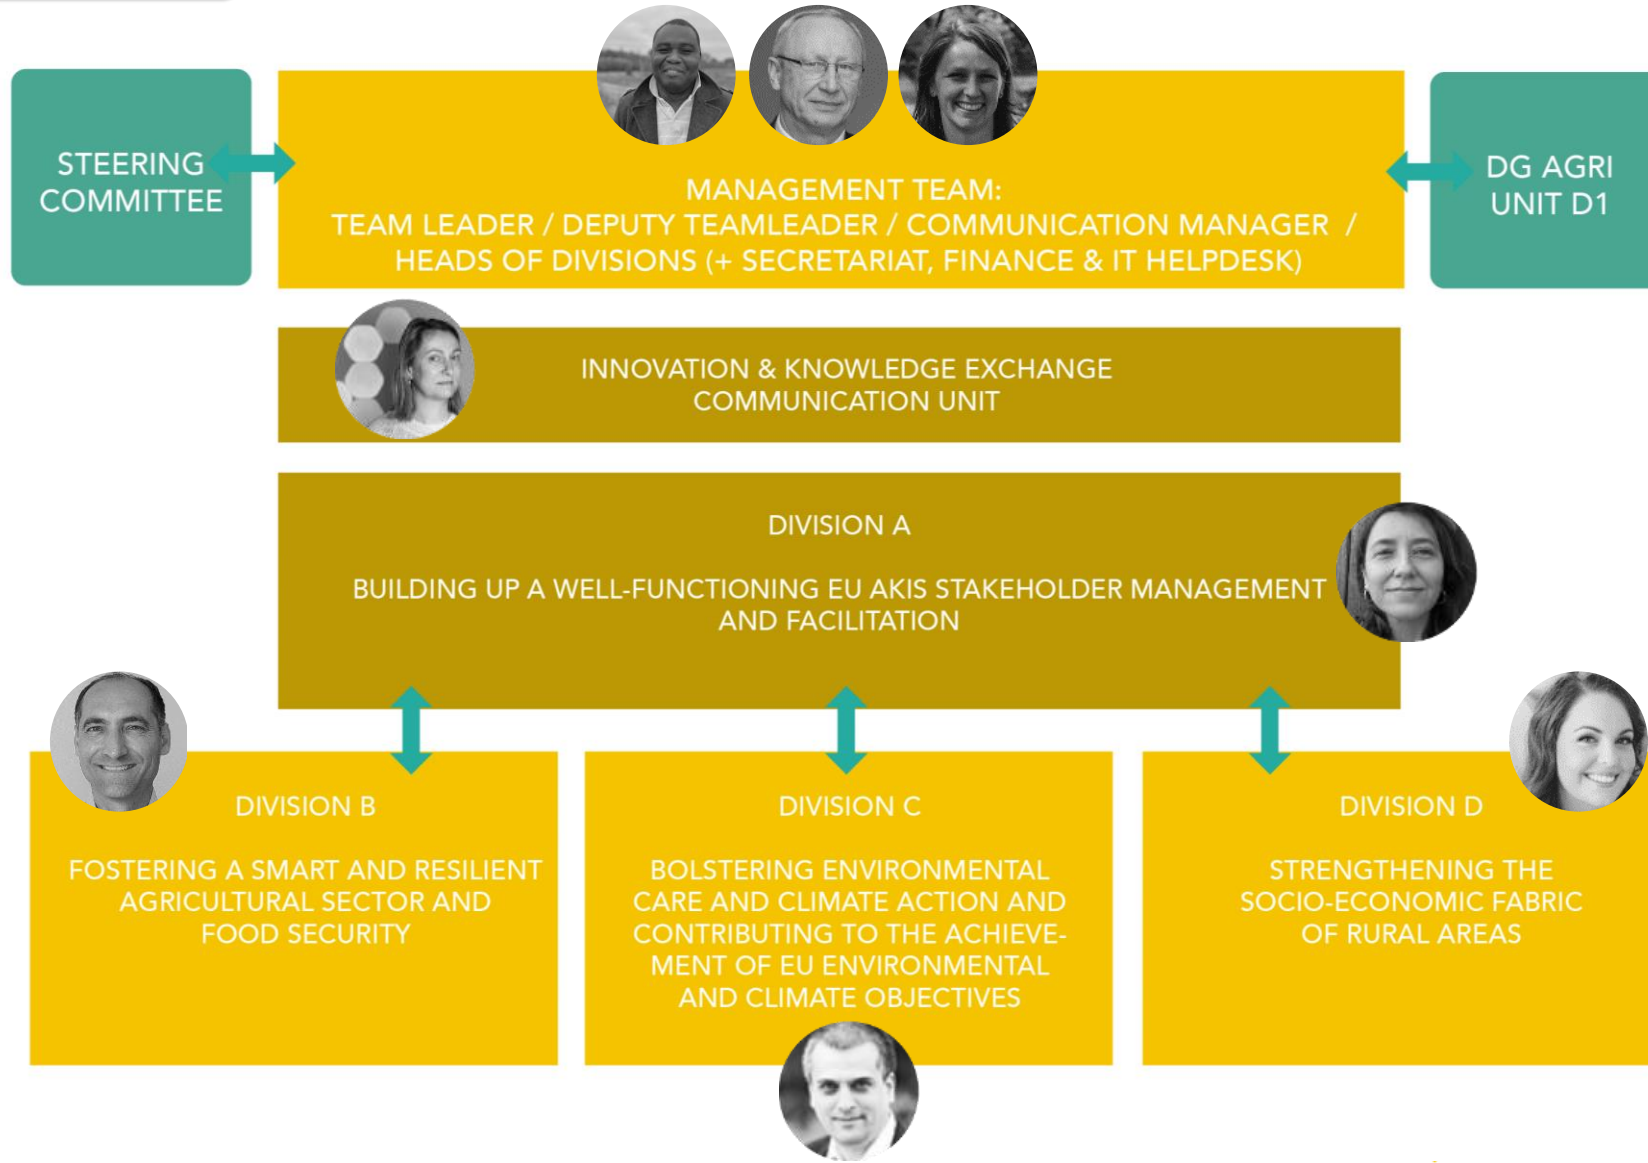 STEERING
COMMITTEE
MANAGEMENT TEAM:
TEAM LEADER / DEPUTY TEAMLEADER / COMMUNICATION MANAGER /
HEADS OF DIVISIONS (+ SECRETARIAT, FINANCE & IT HELPDESK)
DG AGRI
UNIT D1
INNOVATION & KNOWLEDGE EXCHANGE
COMMUNICATION UNIT
DIVISION A
BUILDING UP A WELL-FUNCTIONING EU AKIS STAKEHOLDER MANAGEMENT
AND FACILITATION
DIVISION B
FOSTERING A SMART AND RESILIENT
AGRICULTURAL SECTOR AND
FOOD SECURITY
DIVISION C
BOLSTERING ENVIRONMENTAL
CARE AND CLIMATE ACTION AND
CONTRIBUTING TO THE ACHIEVE-
MENT OF EU ENVIRONMENTAL
AND CLIMATE OBJECTIVES
DIVISION D
STRENGTHENING THE
SOCIO-ECONOMIC FABRIC
OF RURAL AREAS